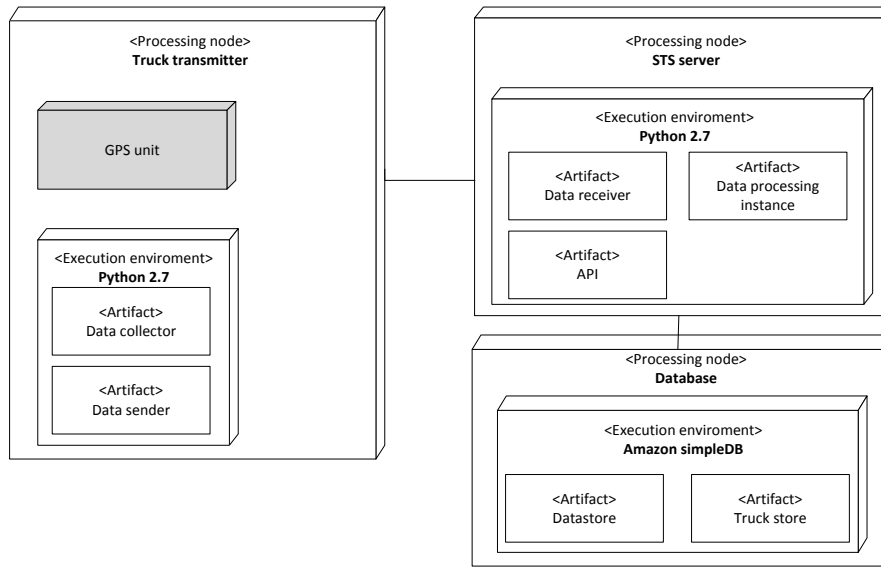 <Processing node>
Truck transmitter
GPS unit
<Execution enviroment>
Python 2.7
<Artifact>
Data collector
<Artifact>
Data sender
<Processing node>
STS server
<Execution enviroment>
Python 2.7
<Artifact>
Data receiver
<Artifact>
Data processing
instance
<Artifact>
API
<Processing node>
Database
<Execution enviroment>
Amazon simpleDB
<Artifact>
Datastore
<Artifact>
Truck store